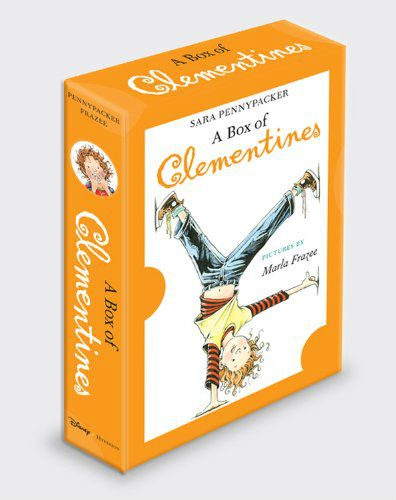 A Box of
Clementines
SARA PENNYPACKER
A Box of
Clementines
PICTURES BY
Marla Frazee
PENNYPACKER
FRAZEE
A Box of
Clementines
Disney • HYPERION